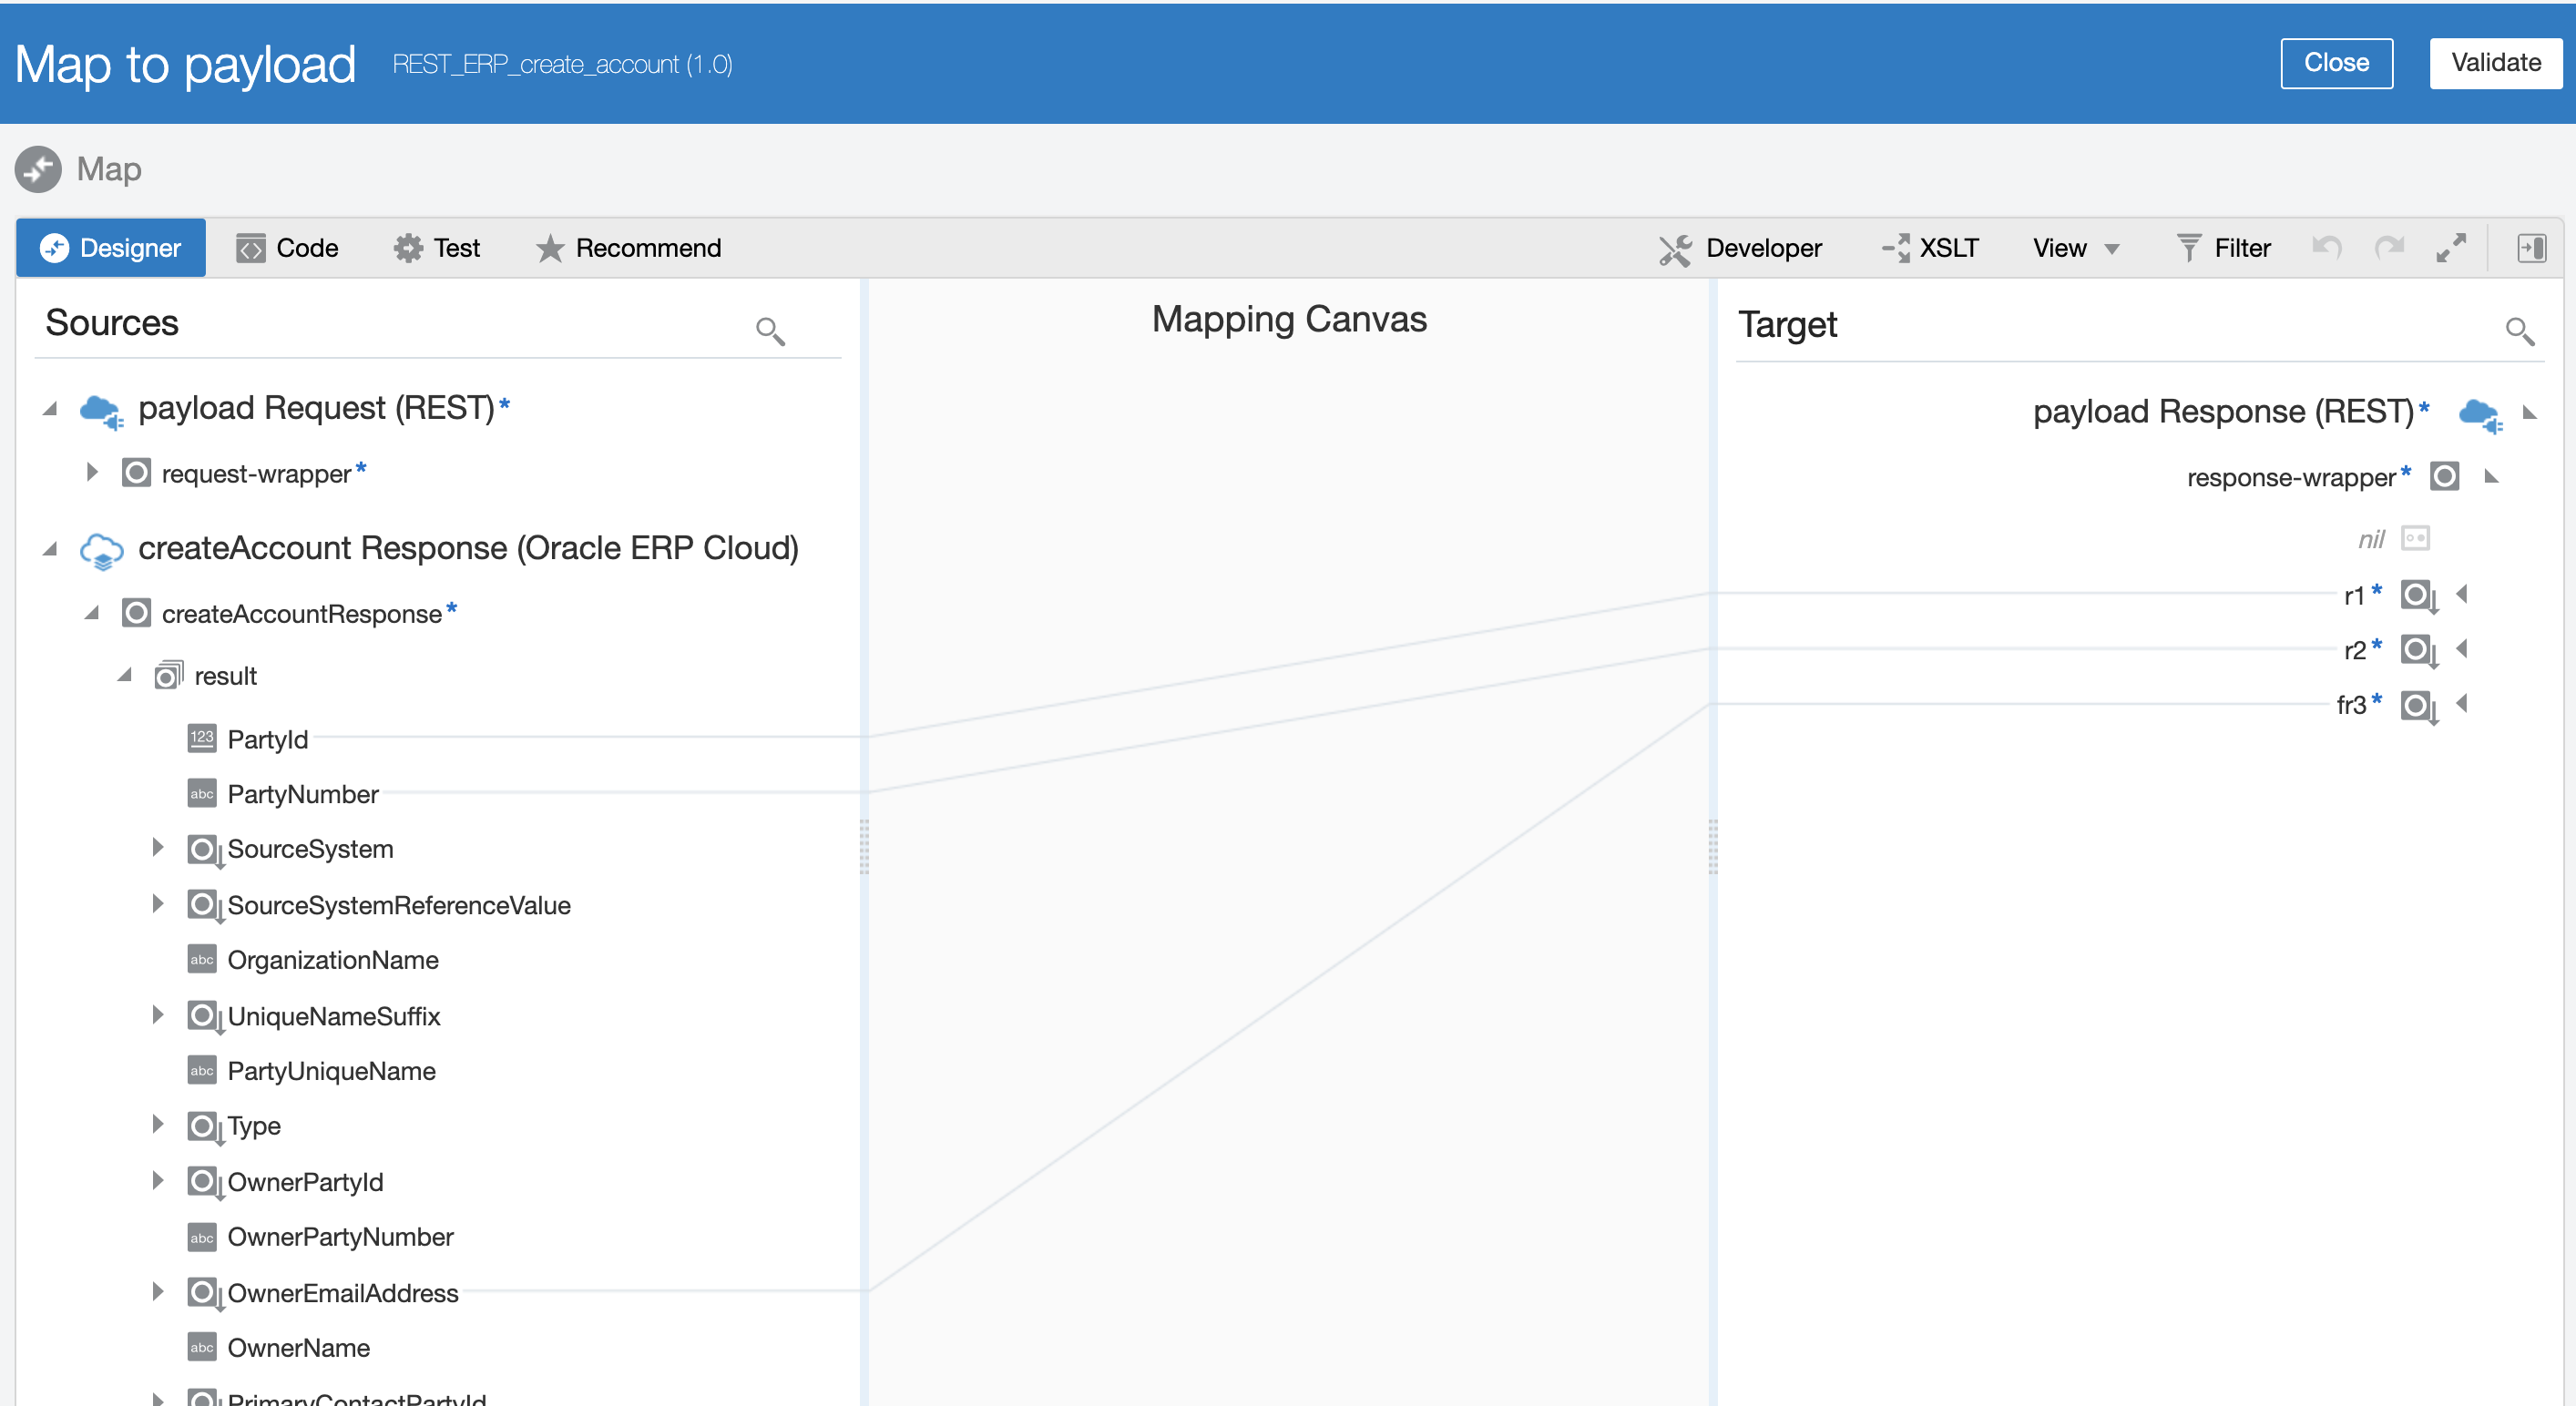 Map to payload REST_ERP_create_account (1.0) Close Validate
Map
Designer Code Test Recommend Developer XSLT View Filter
Sources Mapping Canvas Target
payload Request (REST)* payload Response (REST)*
request-wrapper* response-wrapper*
createAccount Response (Oracle ERP Cloud) nil
createAccountResponse* r1*
result r2*
fr3*
123 PartyId
abc PartyNumber
SourceSystem
SourceSystemReferenceValue
abc OrganizationName
UniqueNameSuffix
abc PartyUniqueName
Type
OwnerPartyId
abc OwnerPartyNumber
OwnerEmailAddress
abc OwnerName
PrimaryContactPartyId